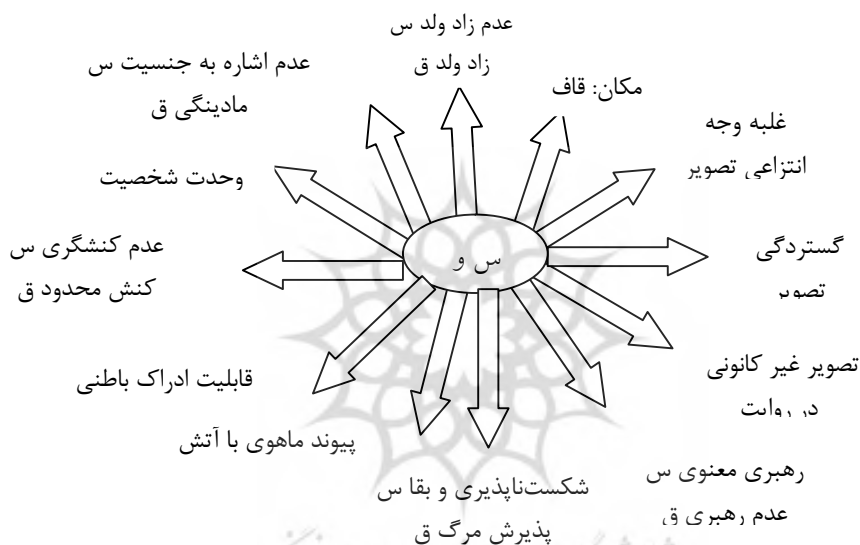 عدم زاد ولد س
زاد ولد ق
مکان: قاف
غلبه وجه
انتزاعی تصویر
گستردگی
تصویر
تصویر غیر کانونی
در روایت
رهبری معنوی س
عدم رهبری ق
شکست‌ناپذیری و بقا س
پذیرش مرگ ق
پیوند ماهوی با آتش
قابلیت ادراک باطنی
عدم کنشگری س
کنش محدود ق
وحدت شخصیت
عدم اشاره به جنسیت س
مادینگی ق
س و